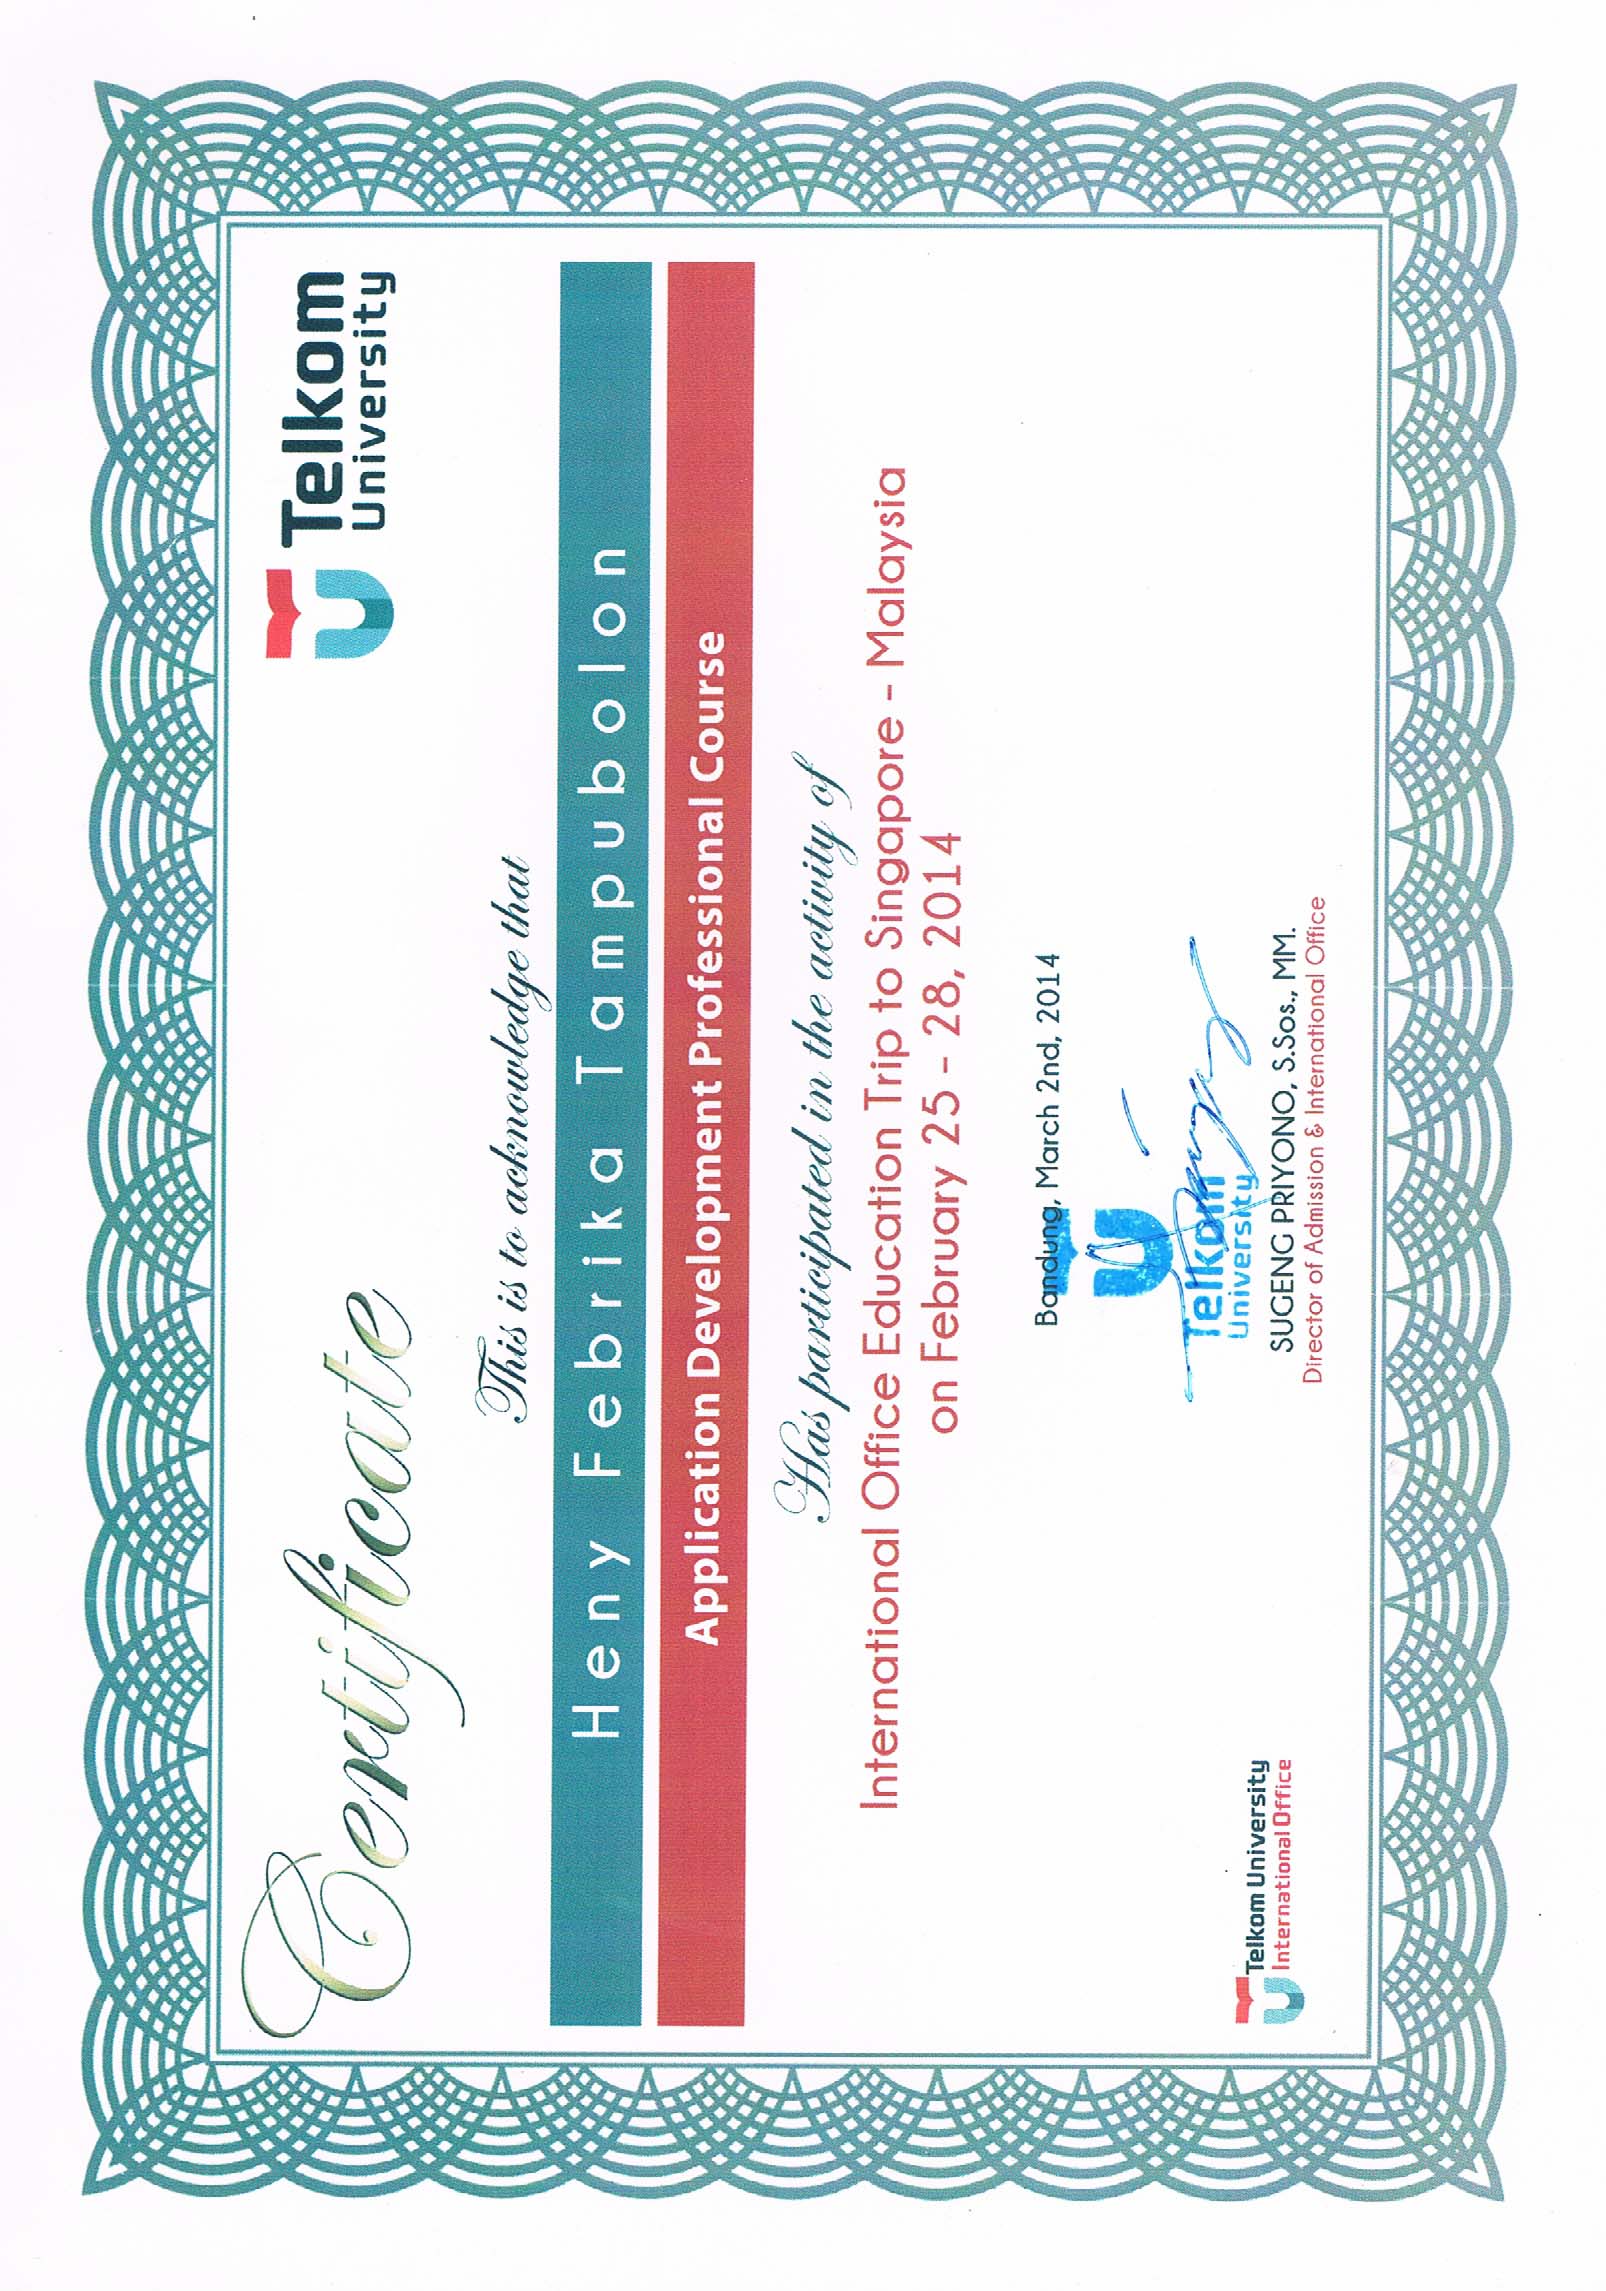 Certificate
Telkom
University
This is to acknowledge that
Heny Febrika Tampubolon
Application Development Professional Course
Has participated in the activity of
International Office Education Trip to Singapore - Malaysia
on February 25 - 28, 2014
Bandung, March 2nd, 2014
Telkom
University
SUGENG PRIYONO, S.Sos., MM.
Director of Admission & International Office
Telkom University
International Office